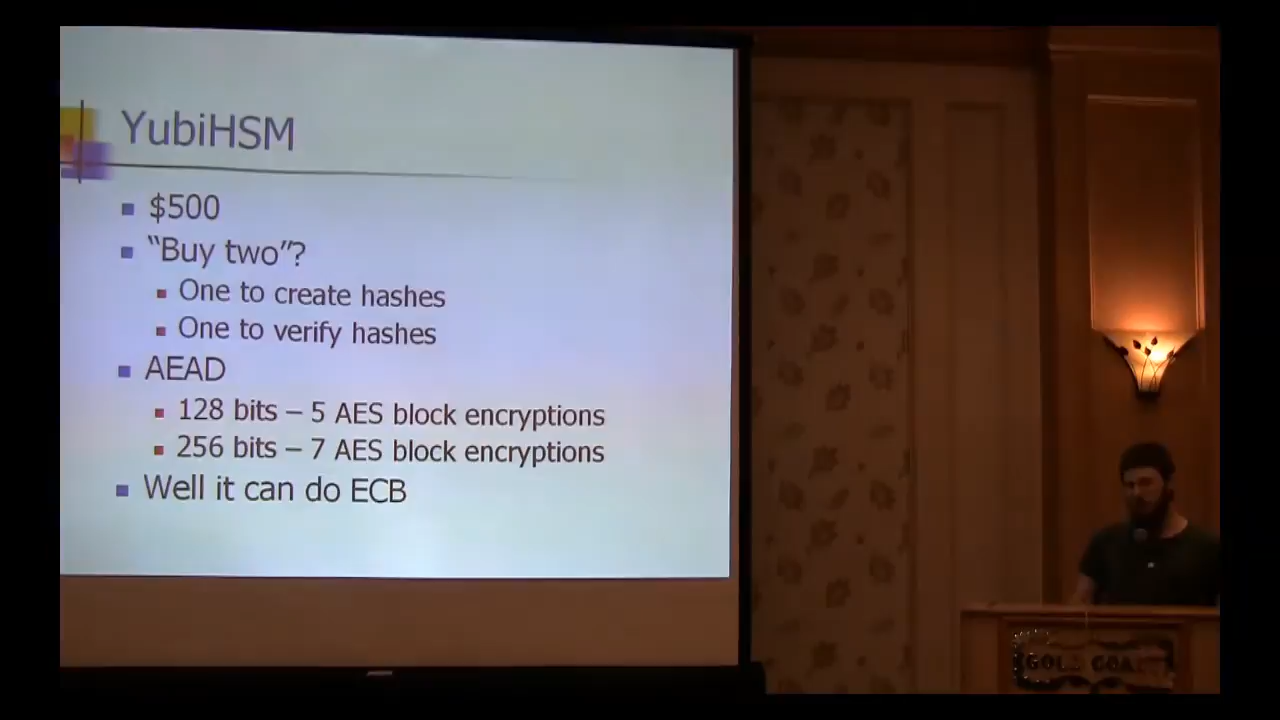 YubiHSM
$500
“Buy two”?
One to create hashes
One to verify hashes
AEAD
128 bits – 5 AES block encryptions
256 bits – 7 AES block encryptions
Well it can do ECB
GOLD